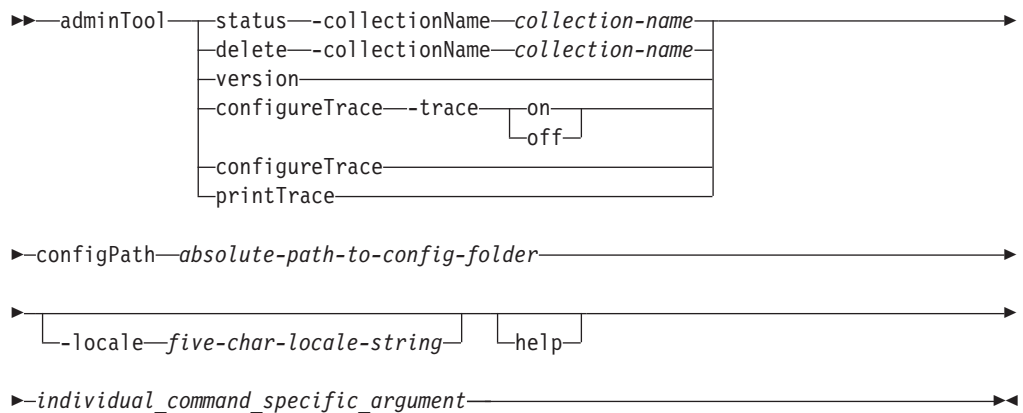 adminTool status -collectionName collection-name
delete -collectionName collection-name
version
configureTrace -trace on
off
configureTrace
printTrace
configPath absolute-path-to-config-folder
-locale five-char-locale-string help
individual_command_specific_argument